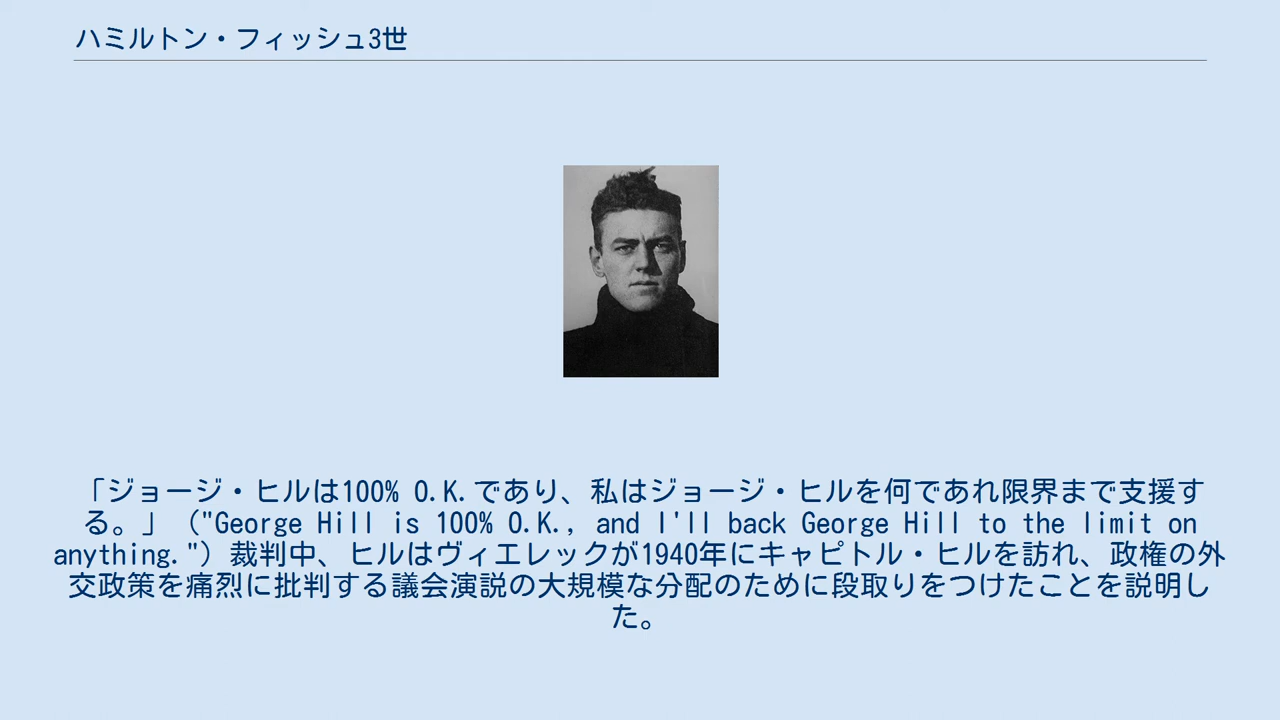 ハミルトン・フィッシュ3世
「ジョージ・ヒルは100% O.K.であり、私はジョージ・ヒルを何であれ限界まで支援す
る。」（"George Hill is 100% O.K., and I'll back George Hill to the limit on
anything."）裁判中、ヒルはヴィエレックが1940年にキャピトル・ヒルを訪れ、政権の外
交政策を痛烈に批判する議会演説の大規模な分配のために段取りをつけたことを説明し
た。